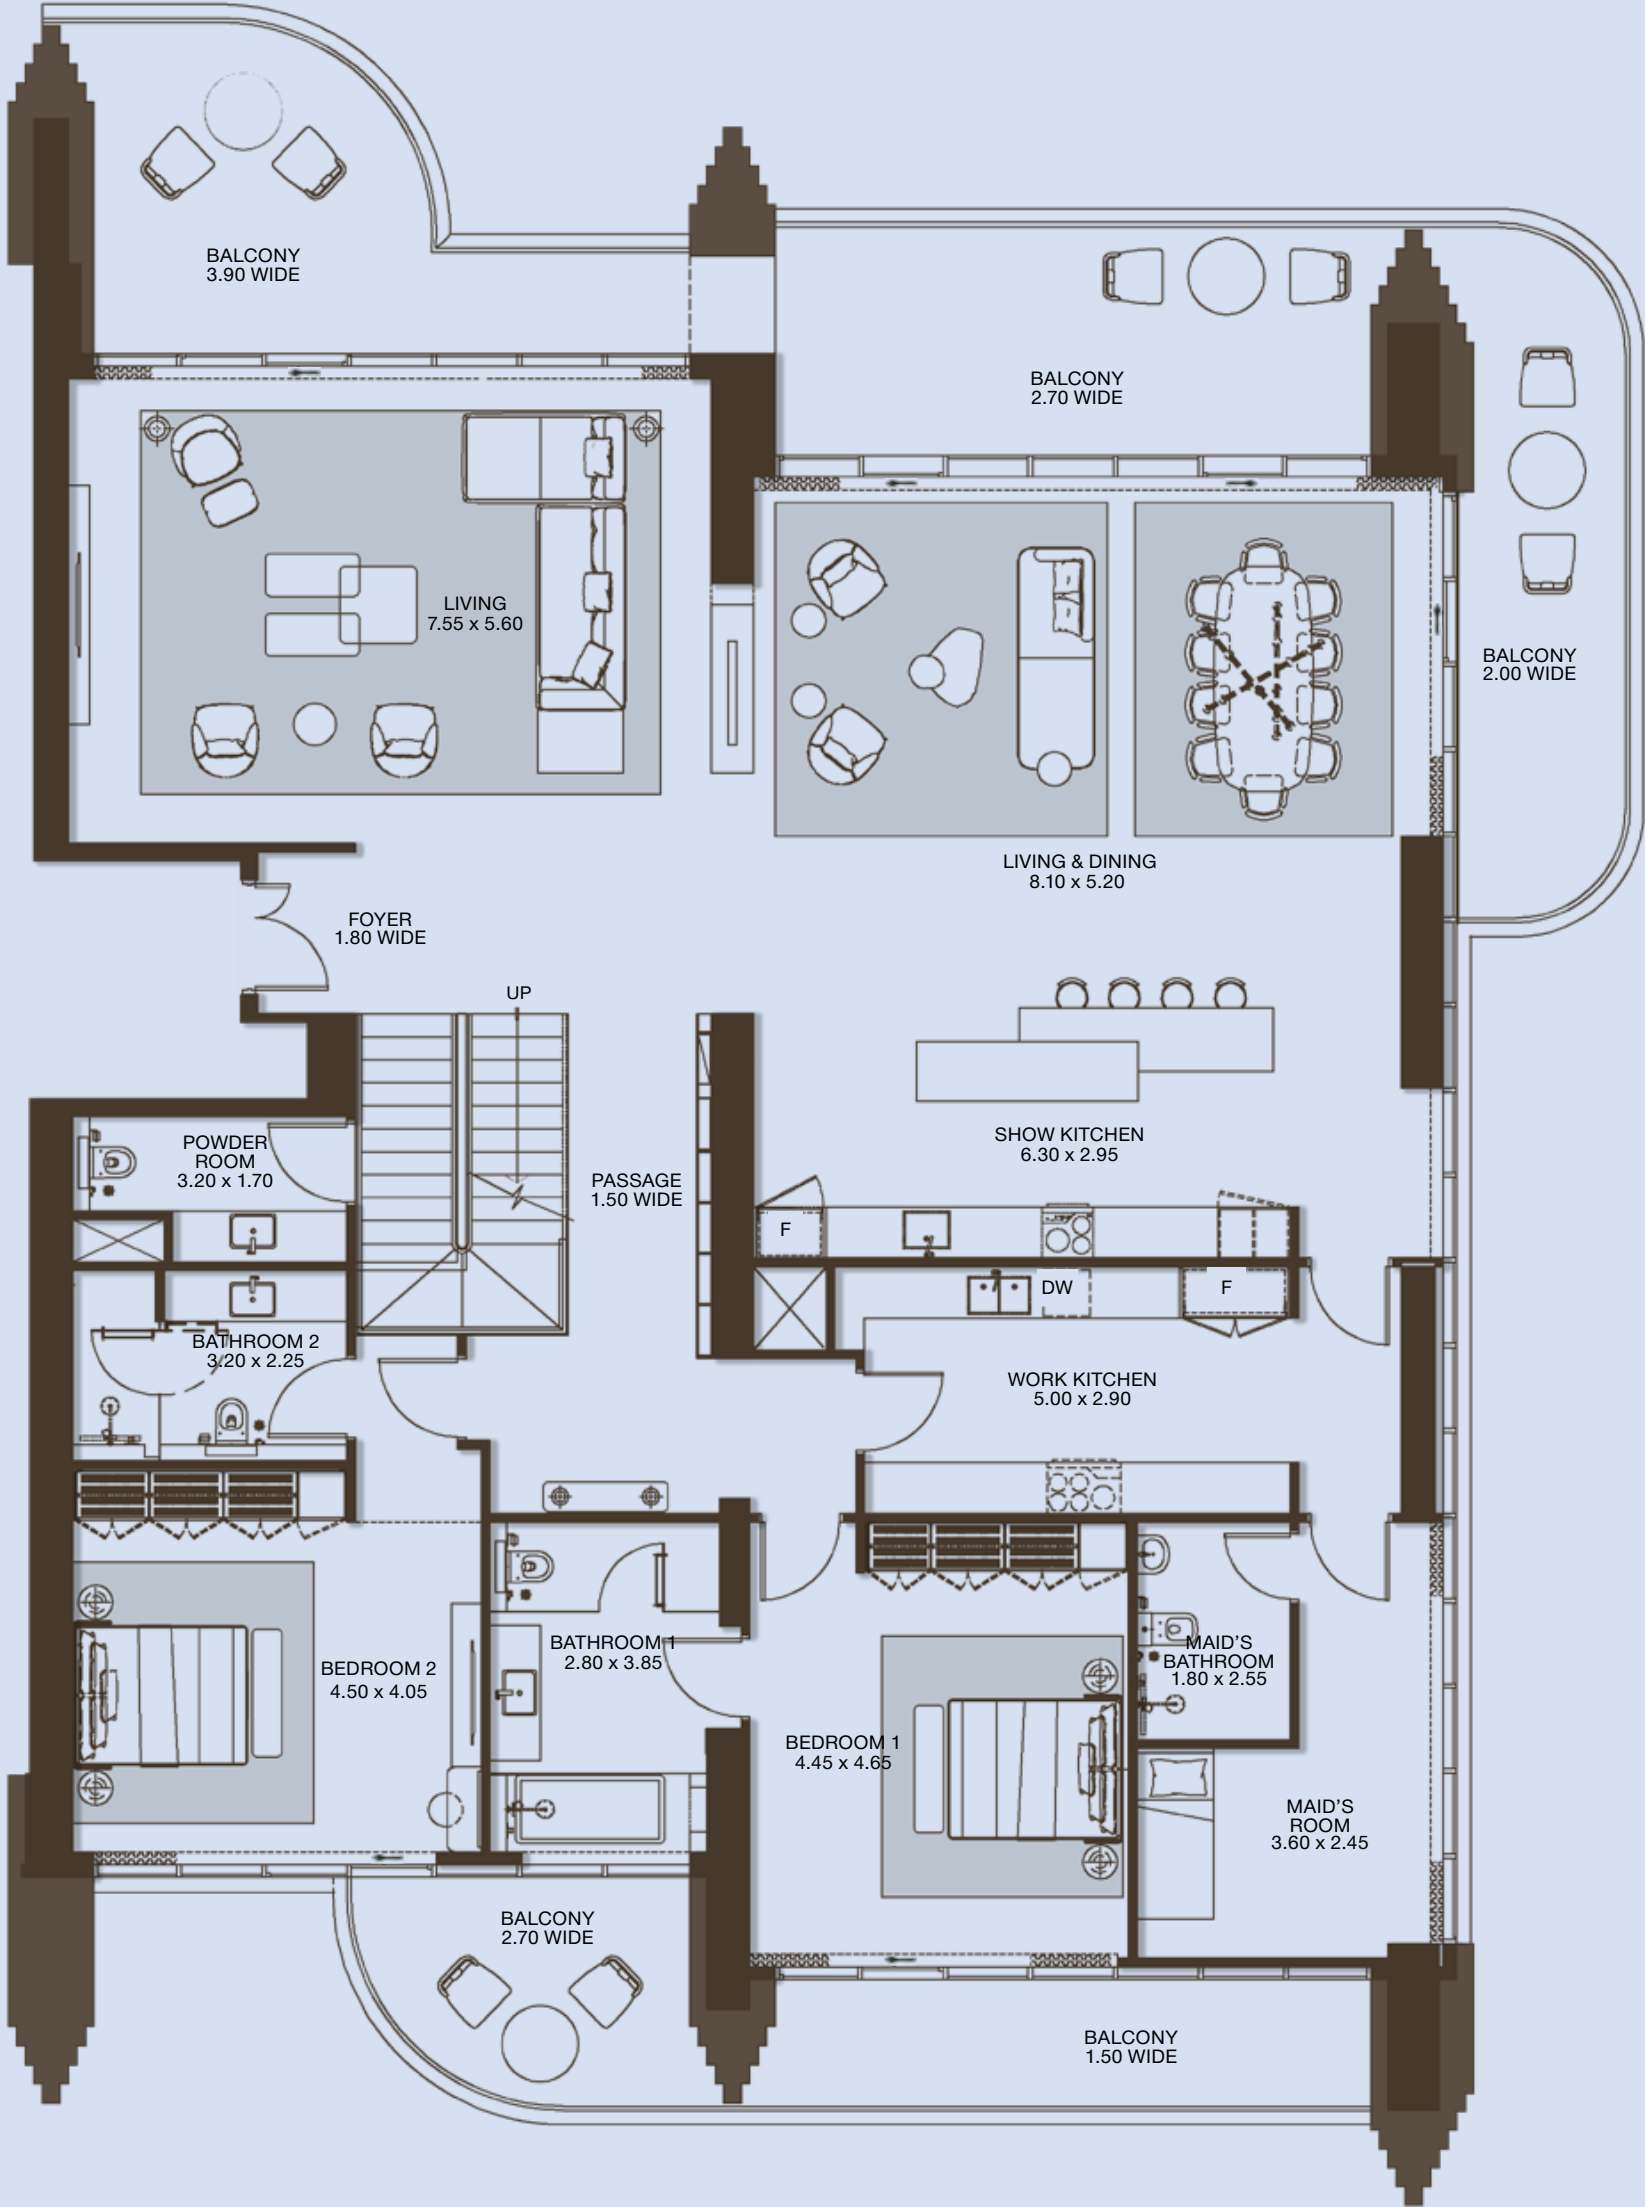 BALCONY
3.90 WIDE
BALCONY
2.70 WIDE
LIVING
7.55 x 5.60
BALCONY
2.00 WIDE
LIVING & DINING
8.10 x 5.20
FOYER
1.80 WIDE
UP
SHOW KITCHEN
6.30 x 2.95
POWDER
ROOM
3.20 x 1.70
PASSAGE
1.50 WIDE
F
DW
F
BATHROOM 2
3.20 x 2.25
WORK KITCHEN
5.00 x 2.90
BEDROOM 2
4.50 x 4.05
BATHROOM 1
2.80 x 3.85
MAID'S
BATHROOM
1.80 x 2.55
BEDROOM 1
4.45 x 4.65
MAID'S
ROOM
3.60 x 2.45
BALCONY
2.70 WIDE
BALCONY
1.50 WIDE